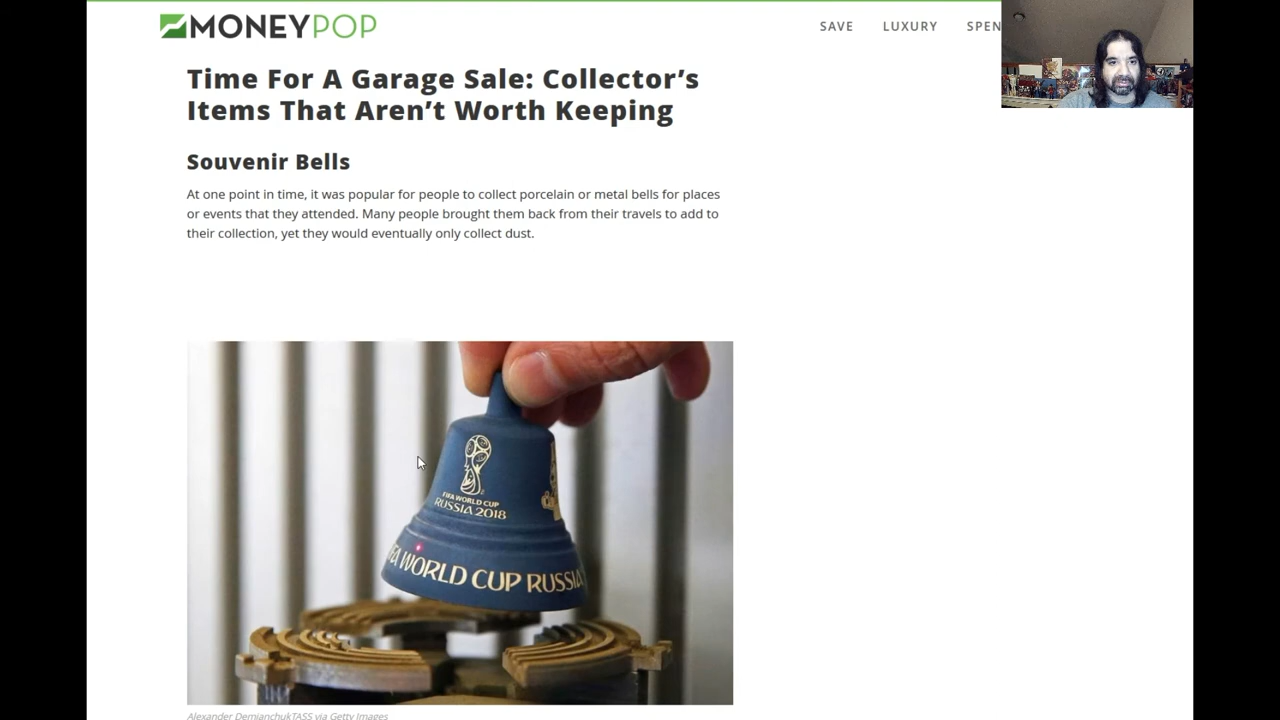 MONEYPOP
SAVE LUXURY SPEN
Time For A Garage Sale: Collector’s
Items That Aren’t Worth Keeping
Souvenir Bells
At one point in time, it was popular for people to collect porcelain or metal bells for places
or events that they attended. Many people brought them back from their travels to add to
their collection, yet they would eventually only collect dust.
FIFA WORLD CUP
RUSSIA 2018
FA WORLD CUP RUSSIA
Alexander DemianchukTASS via Getty Images